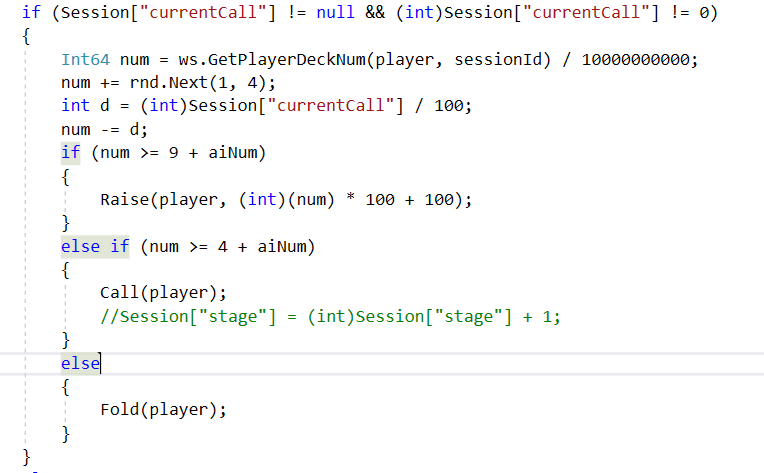 if (Session["currentCall"] != null && (int)Session["currentCall"] != 0)
{
Int64 num = ws.GetPlayerDeckNum(player, sessionId) / 10000000000;
num += rnd.Next(1, 4);
int d = (int)Session["currentCall"] / 100;
num -= d;
if (num >= 9 + aiNum)
{
Raise(player, (int)(num) * 100 + 100);
}
else if (num >= 4 + aiNum)
{
Call(player);
//Session["stage"] = (int)Session["stage"] + 1;
}
else
{
Fold(player);
}
}